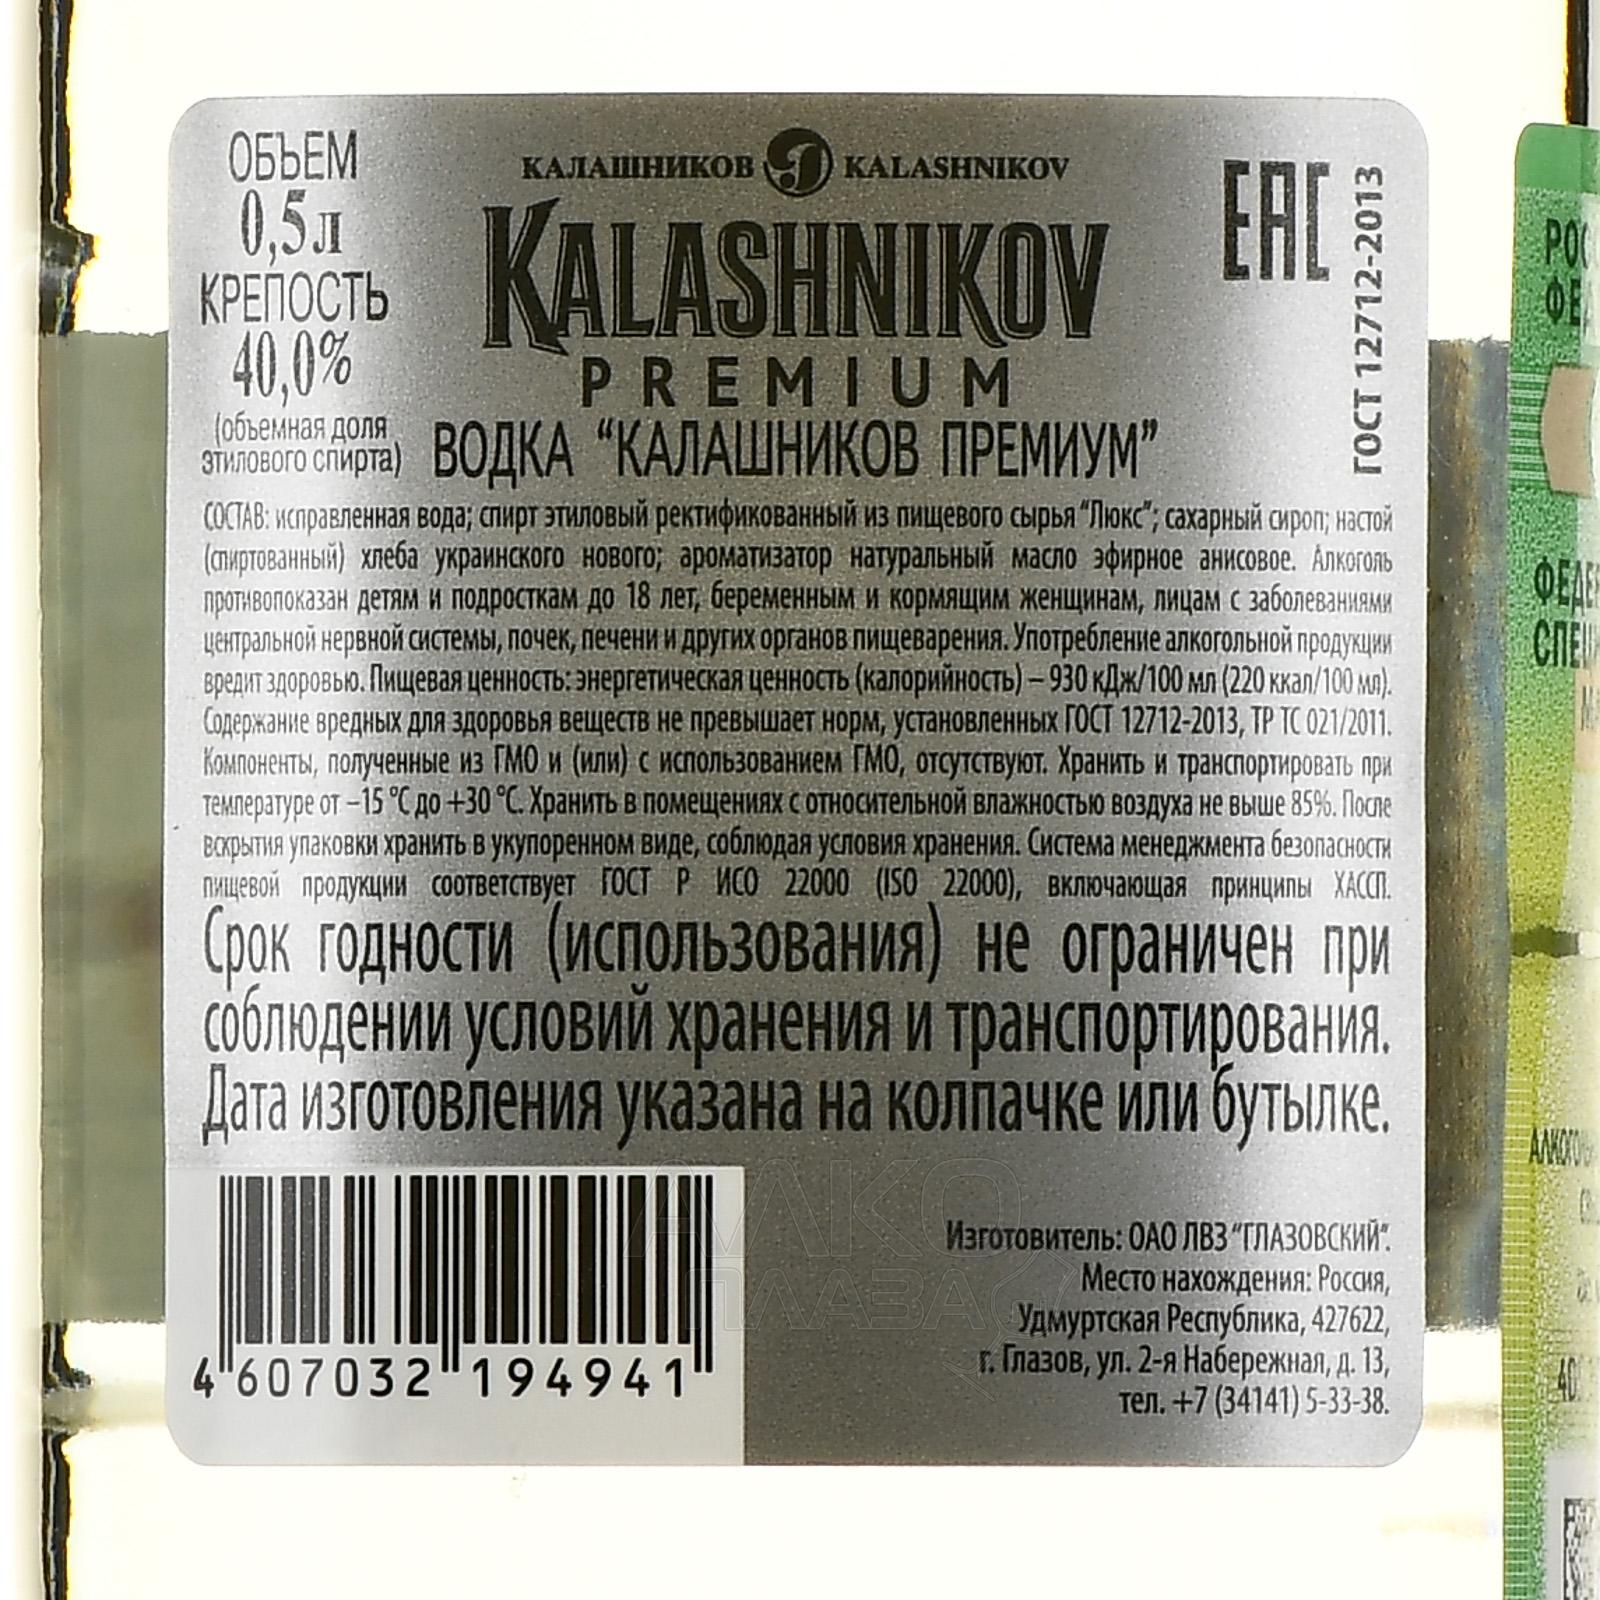 ОБЪЕМ
0,5л
КРЕПОСТЬ
40,0%
(объемная доля
этилового спирта)
КАЛАШНИКОВ KALASHNIKOV
KALASHNIKOV
PREMIUM
ВОДКА “КАЛАШНИКОВ ПРЕМИУМ”
EAC
ГОСТ 12712-2013
СОСТАВ: исправленная вода; спирт этиловый ректификованный из пищевого сырья “Люкс”; сахарный сироп; настой
(спиртованный) хлеба украинского нового; ароматизатор натуральный масло эфирное анисовое. Алкоголь
противопоказан детям и подросткам до 18 лет, беременным и кормящим женщинам, лицам с заболеваниями
центральной нервной системы, почек, печени и других органов пищеварения. Употребление алкогольной продукции
вредит здоровью. Пищевая ценность: энергетическая ценность (калорийность) – 930 кДж/100 мл (220 ккал/100 мл).
Содержание вредных для здоровья веществ не превышает норм, установленных ГОСТ 12712-2013, ТР ТС 021/2011.
Компоненты, полученные из ГМО и (или) с использованием ГМО, отсутствуют. Хранить и транспортировать при
температуре от –15 °С до +30 °С. Хранить в помещениях с относительной влажностью воздуха не выше 85%. После
вскрытия упаковки хранить в укупоренном виде, соблюдая условия хранения. Система менеджмента безопасности
пищевой продукции соответствует ГОСТ Р ИСО 22000 (ISO 22000), включающая принципы ХАССП.
Срок годности (использования) не ограничен при
соблюдении условий хранения и транспортирования.
Дата изготовления указана на колпачке или бутылке.
4 607032 194941
АЛКО
ПЛАЗА
Изготовитель: ОАО ЛВЗ “ГЛАЗОВСКИЙ”.
Место нахождения: Россия,
Удмуртская Республика, 427622,
г. Глазов, ул. 2-я Набережная, д. 13,
тел. +7 (34141) 5-33-38.